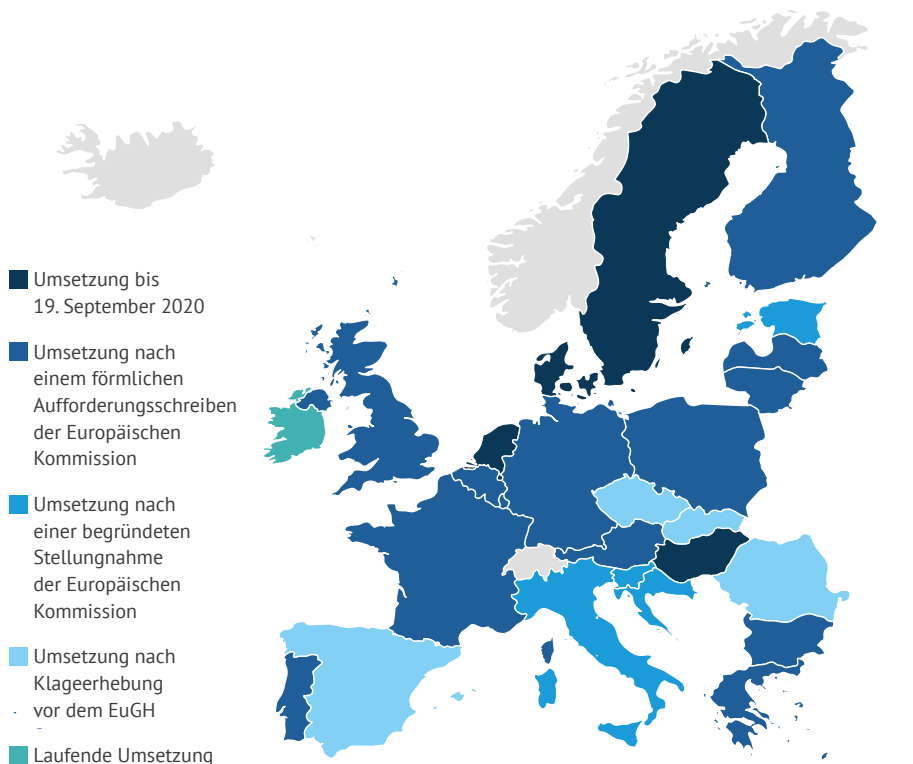 Umsetzung bis
19. September 2020
Umsetzung nach
einem förmlichen
Aufforderungsschreiben
der Europäischen
Kommission
Umsetzung nach
einer begründeten
Stellungnahme
der Europäischen
Kommission
Umsetzung nach
Klageerhebung
vor dem EuGH
Laufende Umsetzung